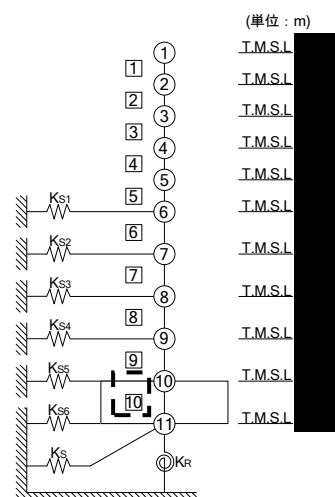 (単位：m)
① T.M.S.L
1
② T.M.S.L
2
③ T.M.S.L
3
④ T.M.S.L
4
⑤ T.M.S.L
5
KS1 ⑥ T.M.S.L
6
KS2 ⑦ T.M.S.L
7
KS3 ⑧ T.M.S.L
8
KS4 ⑨ T.M.S.L
9
KS5 ⑩ T.M.S.L
10
KS6 ⑪ T.M.S.L
KS KR